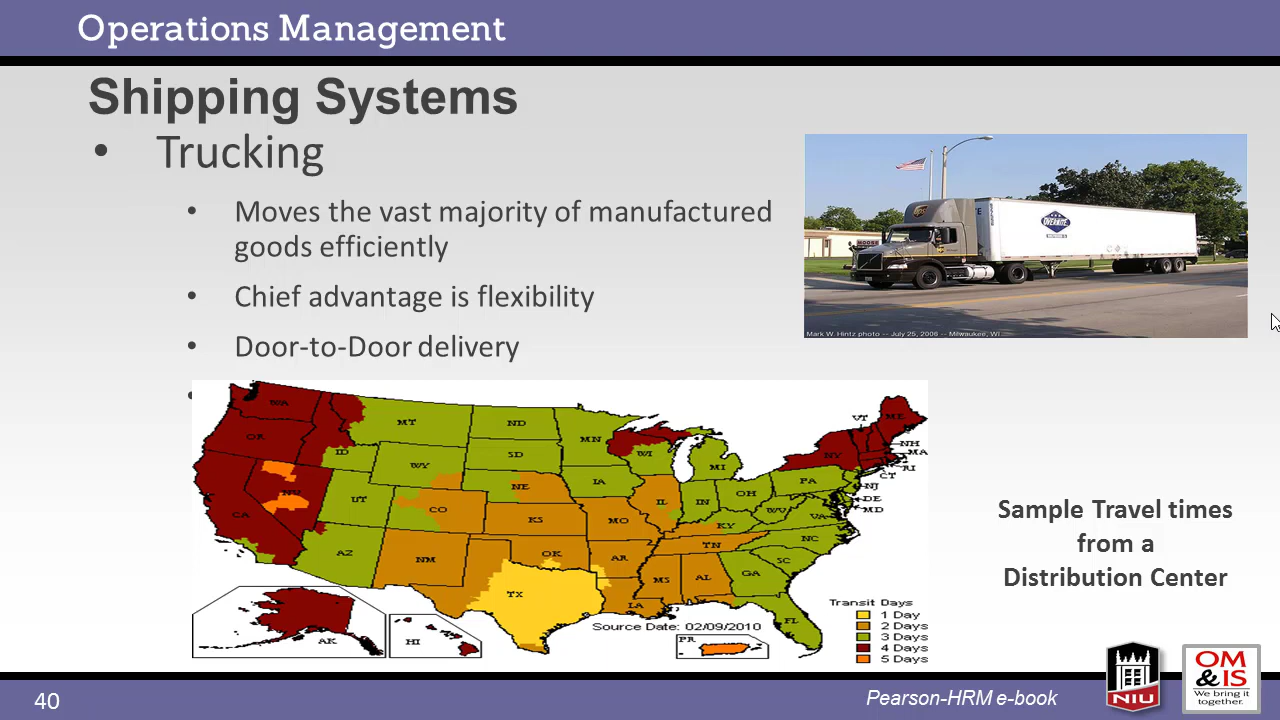 Operations Management
Shipping Systems
• Trucking
• Moves the vast majority of manufactured
goods efficiently
• Chief advantage is flexibility
• Door-to-Door delivery
•
Mark W. Hintz photo -- July 25, 2006 -- Milwaukee, WI
WA
MT
ND
MN
OR
ID
SD
WI
MI
WY
VT
ME
NY
NH
MA
RI
CT
NE
IA
PA
NJ
NV
UT
CO
IL
IN
OH
DE
MD
WV
VA
CA
KS
MO
KY
NC
TN
AZ
NM
OK
AR
SC
MS
AL
GA
TX
LA
FL
AK
HI
PR
Source Date: 02/09/2010
Transit Days
1 Day
2 Days
3 Days
4 Days
5 Days
Sample Travel times
from a
Distribution Center
40
Pearson-HRM e-book
NIU
OM
&IS
We bring it
together.